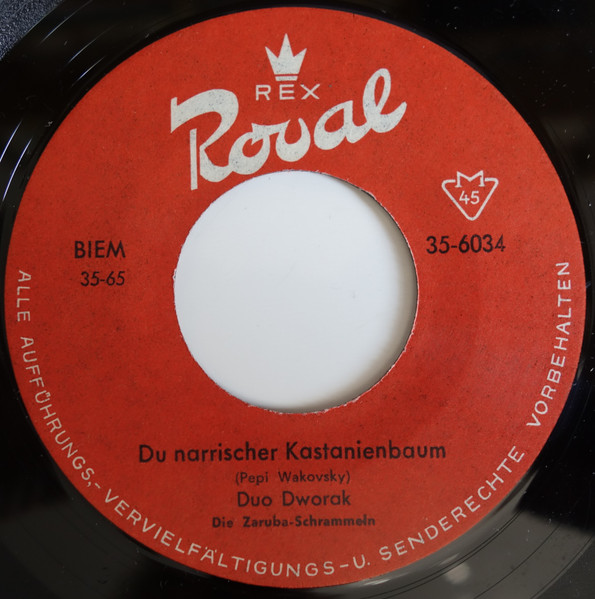 REX
Royal
BIEM
35-65
M
45
35-6034
Du narrischer Kastanienbaum
(Pepi Wakovsky)
Duo Dworak
Die Zaruba-Schrammeln
ALLE AUFFÜHRUNGS.- VERVIELFÄLTIGUNGS-U. SENDERECHTE VORBEHALTEN